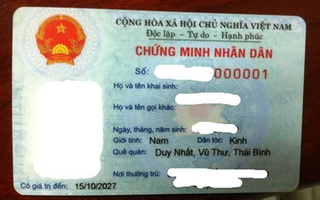 CỘNG HÒA XÃ HỘI CHỦ NGHĨA VIỆT NAM
Độc lập - Tự do - Hạnh phúc
CHỨNG MINH NHÂN DÂN
Số: 000001
Họ và tên khai sinh:
Họ và tên gọi khác:
Ngày, tháng, năm sinh:
Giới tính: Nam Dân tộc: Kinh
Quê quán: Duy Nhất, Vũ Thư, Thái Bình
Nơi thường trú:
Có giá trị đến: 15/10/2027